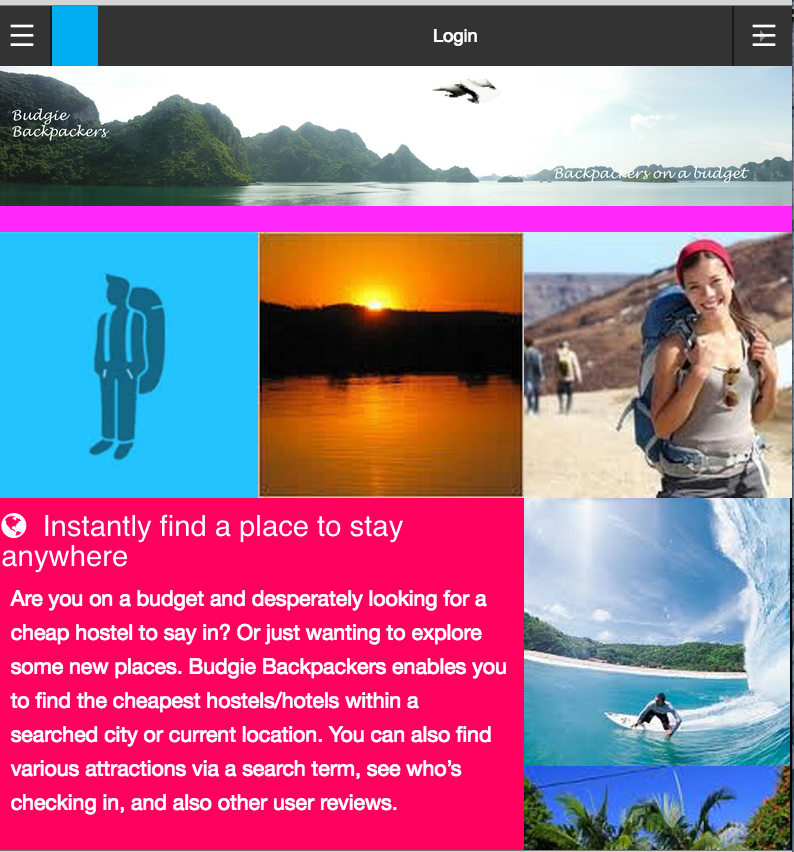 Login
Budgie
Backpackers
Backpackers on a budget
Instantly find a place to stay
anywhere
Are you on a budget and desperately looking for a
cheap hostel to say in? Or just wanting to explore
some new places. Budgie Backpackers enables you
to find the cheapest hostels/hotels within a
searched city or current location. You can also find
various attractions via a search term, see who's
checking in, and also other user reviews.